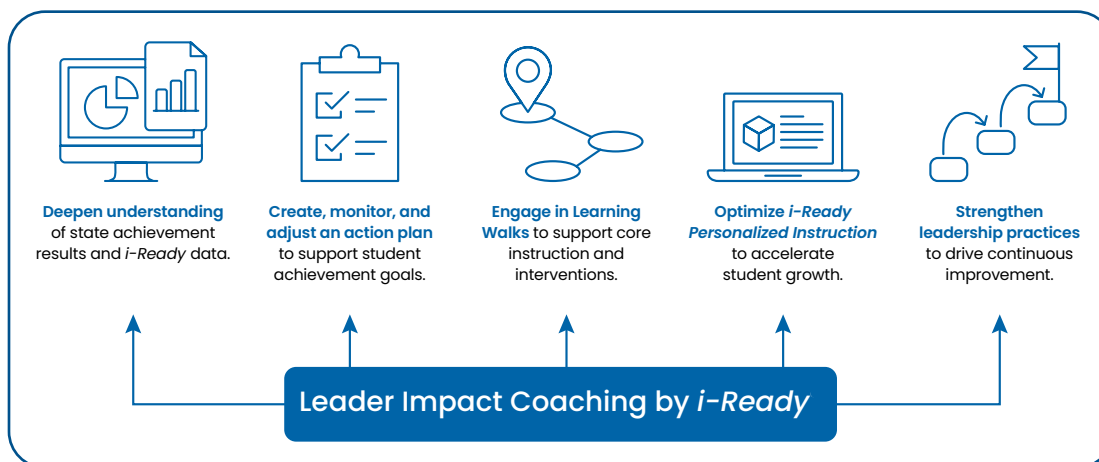 Deepen understanding
of state achievement
results and i-Ready data.
Create, monitor, and
adjust an action plan
to support student
achievement goals.
Engage in Learning
Walks to support core
instruction and
interventions.
Optimize i-Ready
Personalized Instruction
to accelerate
student growth.
Strengthen
leadership practices
to drive continuous
improvement.
Leader Impact Coaching by i-Ready